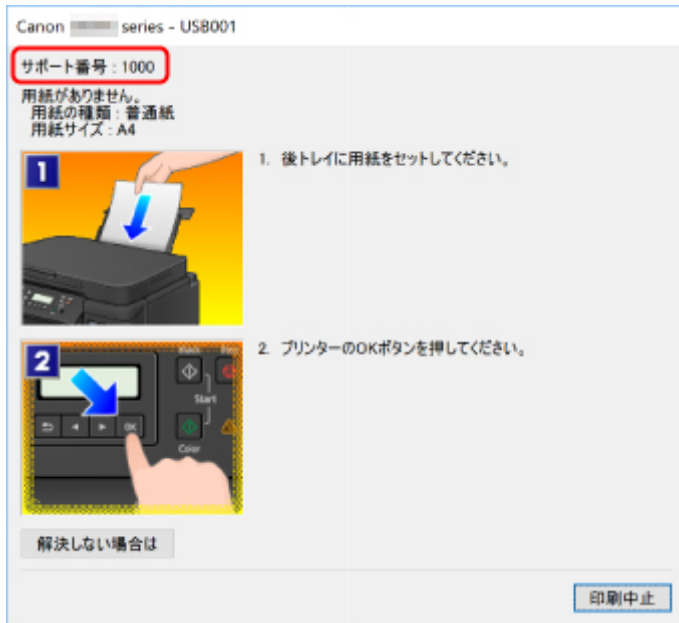 Canon series - USB001
サポート番号 : 1000
用紙がありません。
用紙の種類 : 普通紙
用紙サイズ : A4
1
1. 後トレイに用紙をセットしてください。
2
2. プリンターのOKボタンを押してください。
Start
OK
Color
解決しない場合は
印刷中止